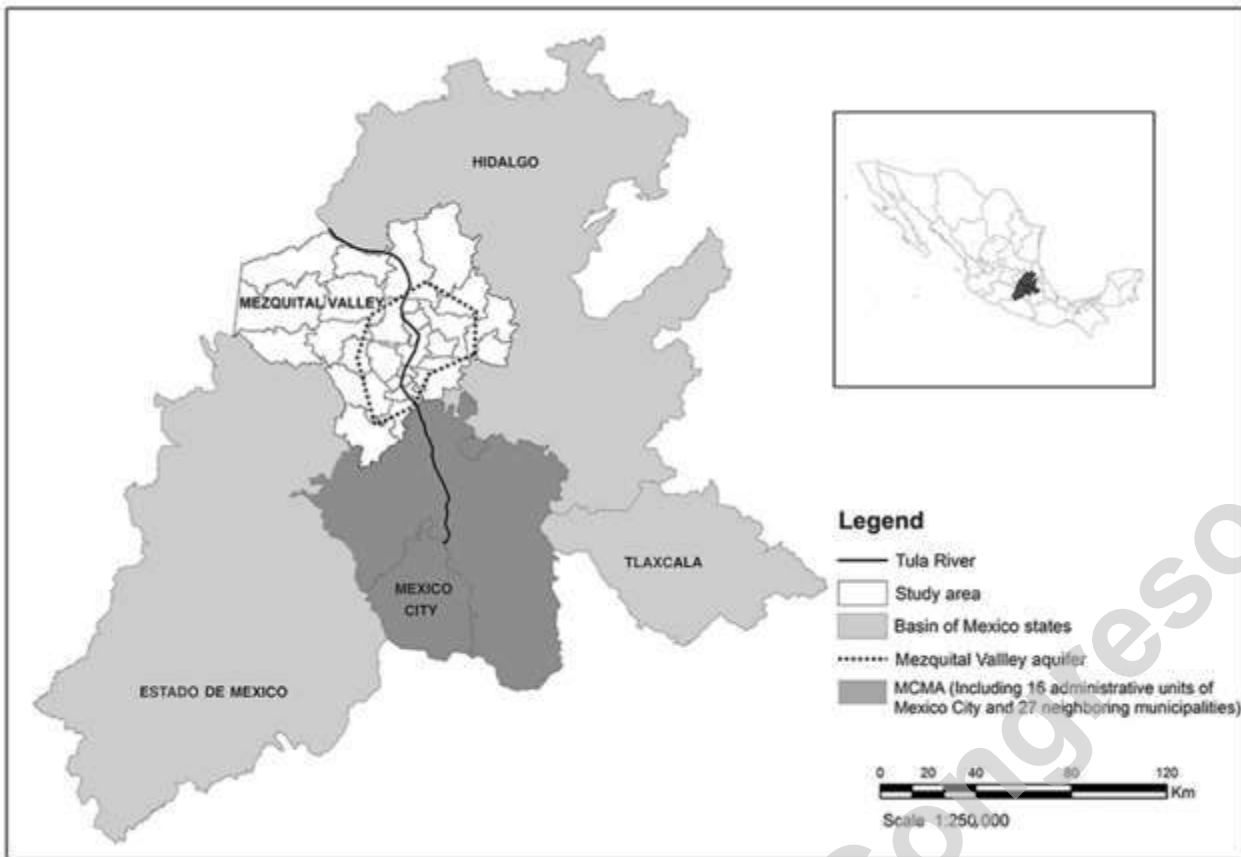 HIDALGO
MEZQUITAL VALLEY
TLAXCALA
MEXICO
CITY
ESTADO DE MEXICO
Legend
Tula River
Study area
Basin of Mexico states
Mezquital Vallley aquifer
MCMA (Including 16 administrative units of
Mexico City and 27 neighboring municipalities)
0 20 40 80 120
Km
Scale 1:250,000
ongreso